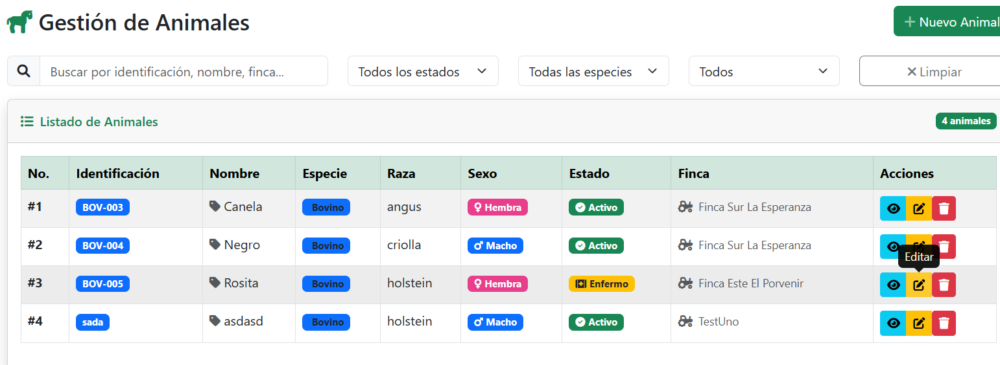 Gestión de Animales
Nuevo Animal
Buscar por identificación, nombre, finca...
Todos los estados
Todas las especies
Todos
Limpiar
Listado de Animales
4 animales
No. Identificación Nombre Especie Raza Sexo Estado Finca Acciones
#1 BOV-003 Canela Bovino angus Hembra Activo Finca Sur La Esperanza
#2 BOV-004 Negro Bovino criolla Macho Activo Finca Sur La Esperanza
Editar
#3 BOV-005 Rosita Bovino holstein Hembra Enfermo Finca Este El Porvenir
#4 sada asdasd Bovino holstein Macho Activo TestUno